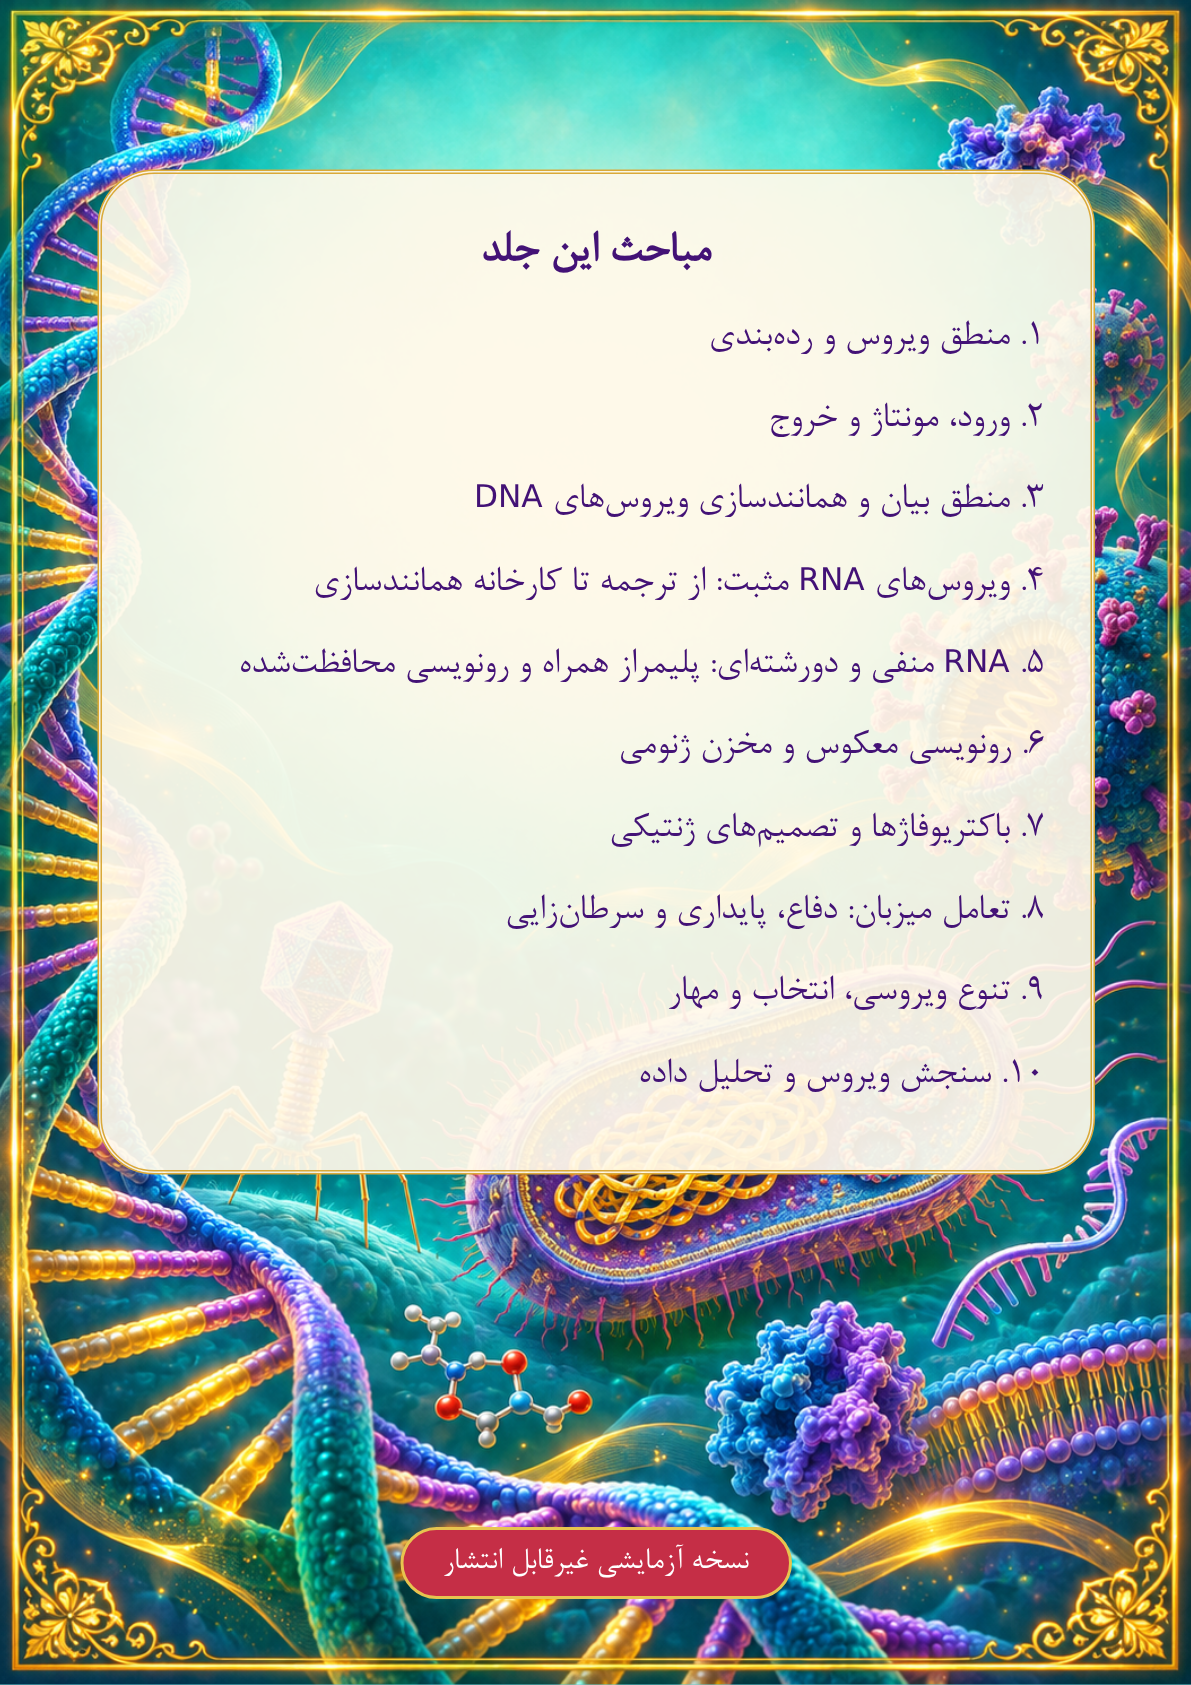 مباحث این جلد
۱. منطق ویروس و رده‌بندی
۲. ورود، مونتاژ و خروج
۳. منطق بیان و همانندسازی ویروس‌های DNA
۴. ویروس‌های RNA مثبت: از ترجمه تا کارخانه همانندسازی
۵. RNA منفی و دورشته‌ای: پلیمراز همراه و رونویسی محافظت‌شده
۶. رونویسی معکوس و مخزن ژنومی
۷. باکتریوفاژها و تصمیم‌های ژنتیکی
۸. تعامل میزبان: دفاع، پایداری و سرطان‌زایی
۹. تنوع ویروسی، انتخاب و مهار
۱۰. سنجش ویروس و تحلیل داده
نسخه آزمایشی غیرقابل انتشار